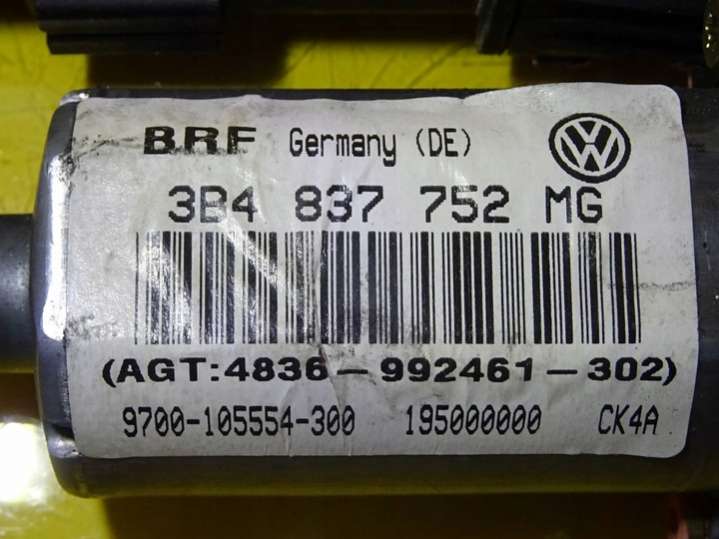 BRF Germany (DE)
3B4 837 752 MG
(AGT:4836-992461-302)
9700-105554-300 195000000 CK4A